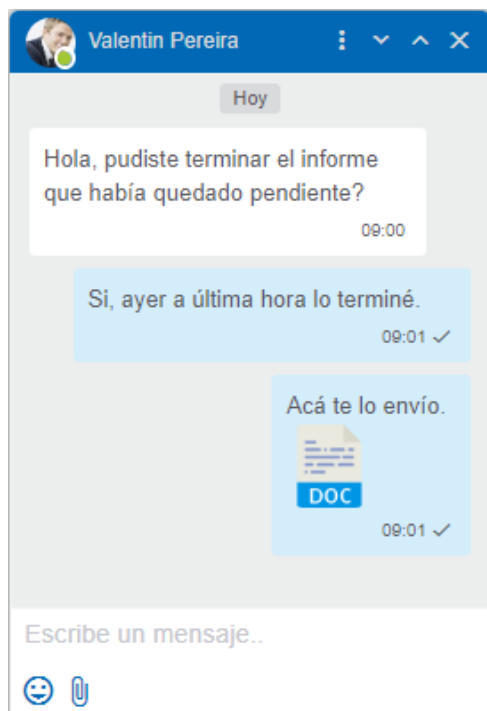 Valentin Pereira
Hoy
Hola, pudiste terminar el informe
que había quedado pendiente?
09:00
Si, ayer a última hora lo terminé.
09:01
Acá te lo envío.
DOC
09:01
Escribe un mensaje..